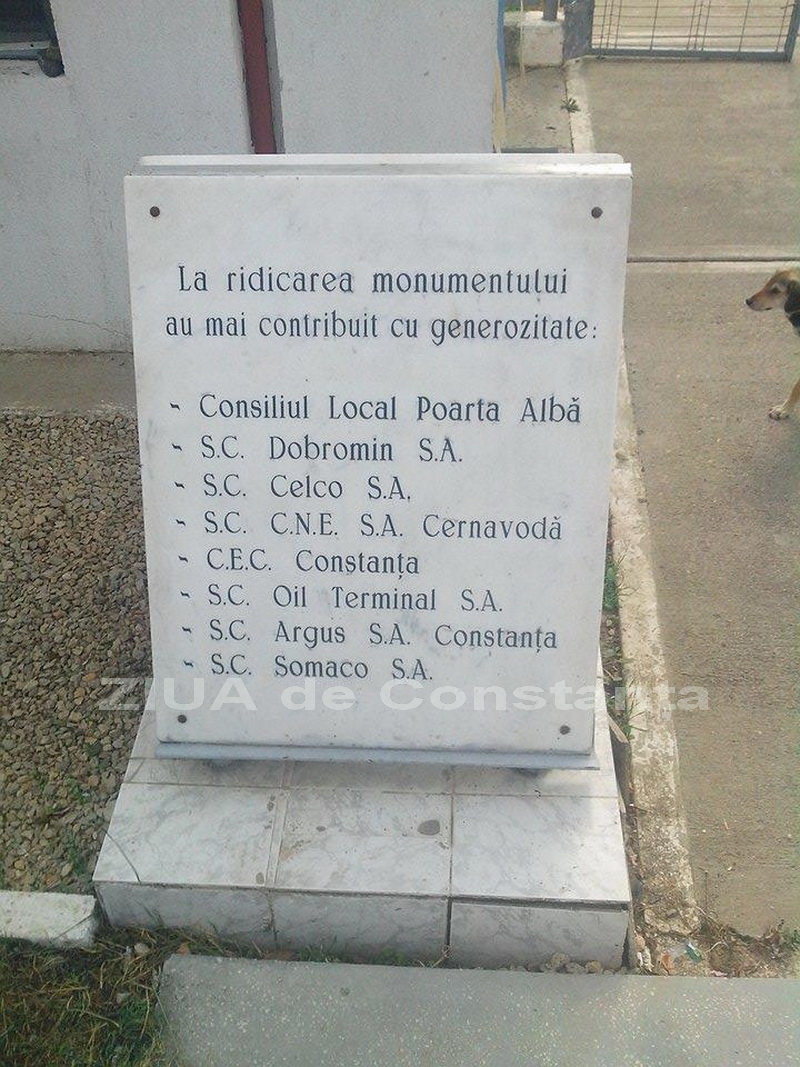 La ridicarea monumentului
au mai contribuit cu generozitate:
- Consiliul Local Poarta Albă
- S.C. Dobromin S.A.
- S.C. Celco S.A.
- S.C. C.N.E. S.A. Cernavodă
- C.E.C. Constanța
- S.C. Oil Terminal S.A.
- S.C. Argus S.A. Constanța
- S.C. Somaco S.A.
ZIUA de Constanta